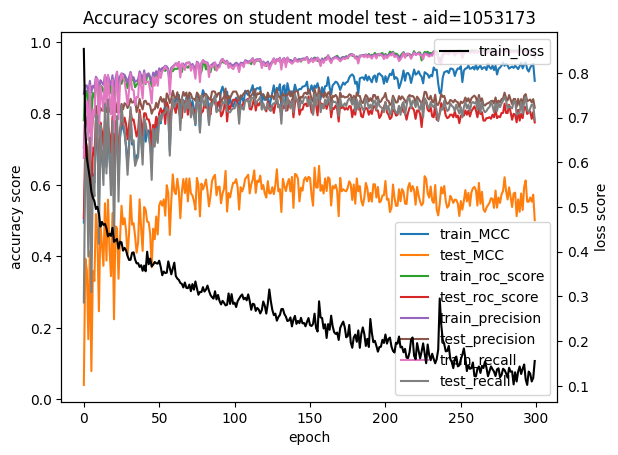 Accuracy scores on student model test - aid=1053173
accuracy score
1.0
0.8
0.6
0.4
0.2
0.0
train_loss
train_MCC
test_MCC
train_roc_score
test_roc_score
train_precision
test_precision
train_recall
test_recall
0.8
0.7
0.6
0.5
0.4
0.3
0.2
0.1
loss score
0 50 100 150 200 250 300
epoch